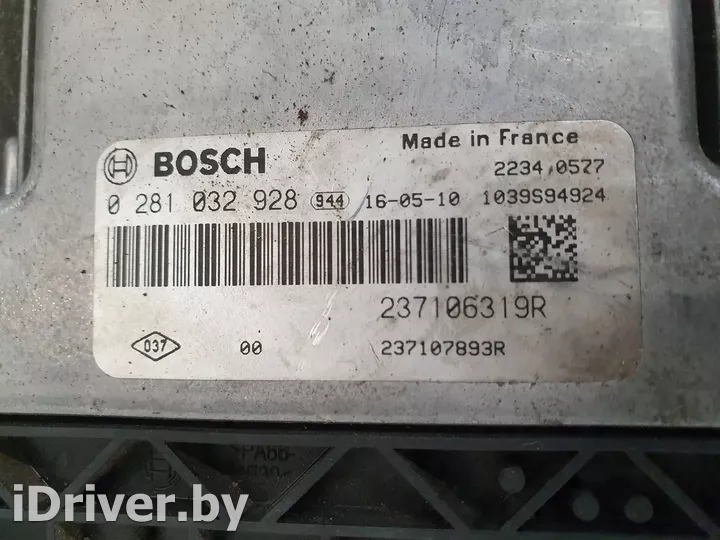 Made in France
BOSCH
2234,0577
0 281 032 928 944 16-05-10 1039S94924
237106319R
037 00 237107893R
PA66-
iDriver.by